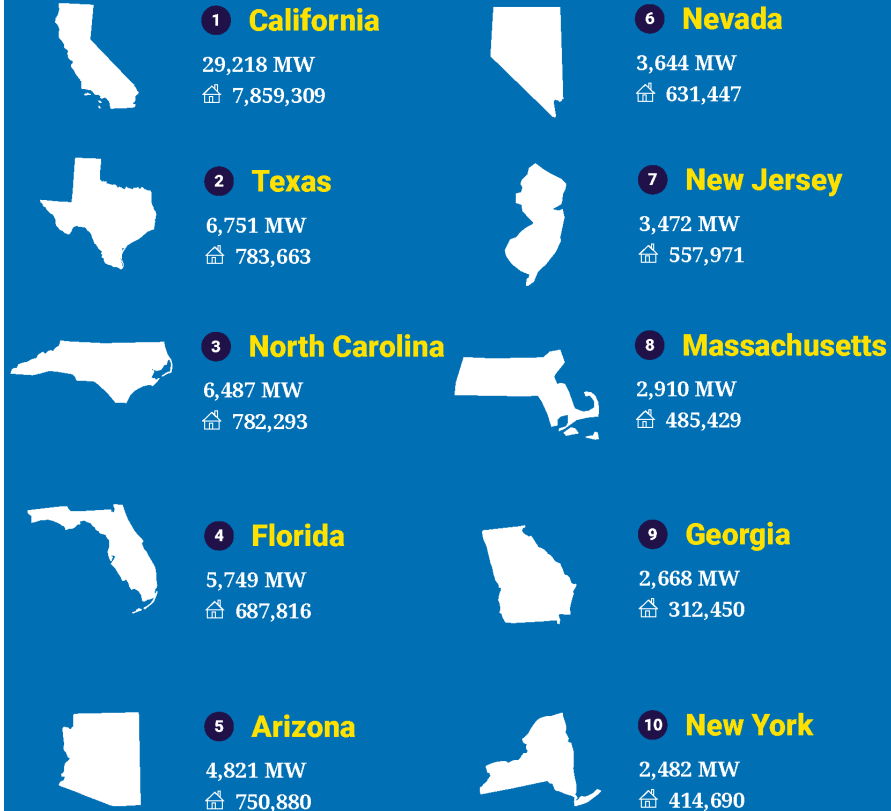 1 California
29,218 MW
7,859,309
2 Texas
6,751 MW
783,663
3 North Carolina
6,487 MW
782,293
4 Florida
5,749 MW
687,816
5 Arizona
4,821 MW
750,880
6 Nevada
3,644 MW
631,447
7 New Jersey
3,472 MW
557,971
8 Massachusetts
2,910 MW
485,429
9 Georgia
2,668 MW
312,450
10 New York
2,482 MW
414,690